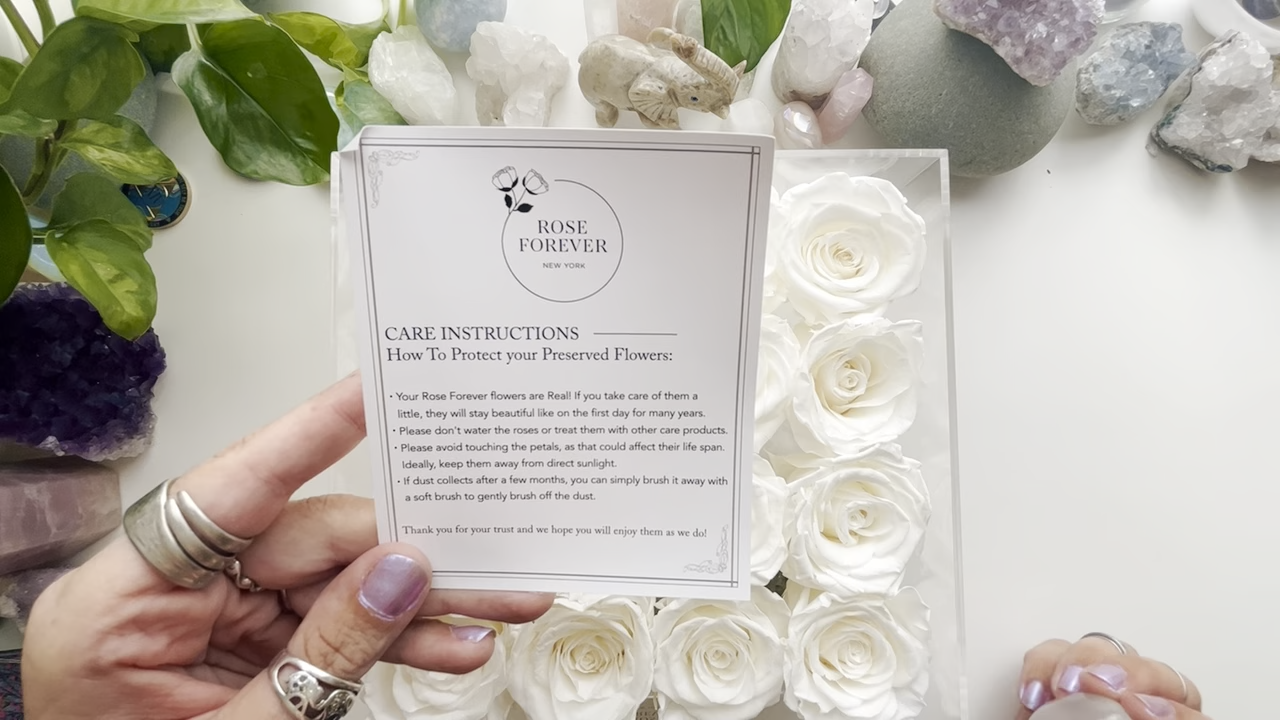 ROSE
FOREVER
NEW YORK
CARE INSTRUCTIONS
How To Protect your Preserved Flowers:
· Your Rose Forever flowers are Real! If you take care of them a
little, they will stay beautiful like on the first day for many years.
· Please don't water the roses or treat them with other care products.
· Please avoid touching the petals, as that could affect their life span.
Ideally, keep them away from direct sunlight.
· If dust collects after a few months, you can simply brush it away with
a soft brush to gently brush off the dust.
Thank you for your trust and we hope you will enjoy them as we do!